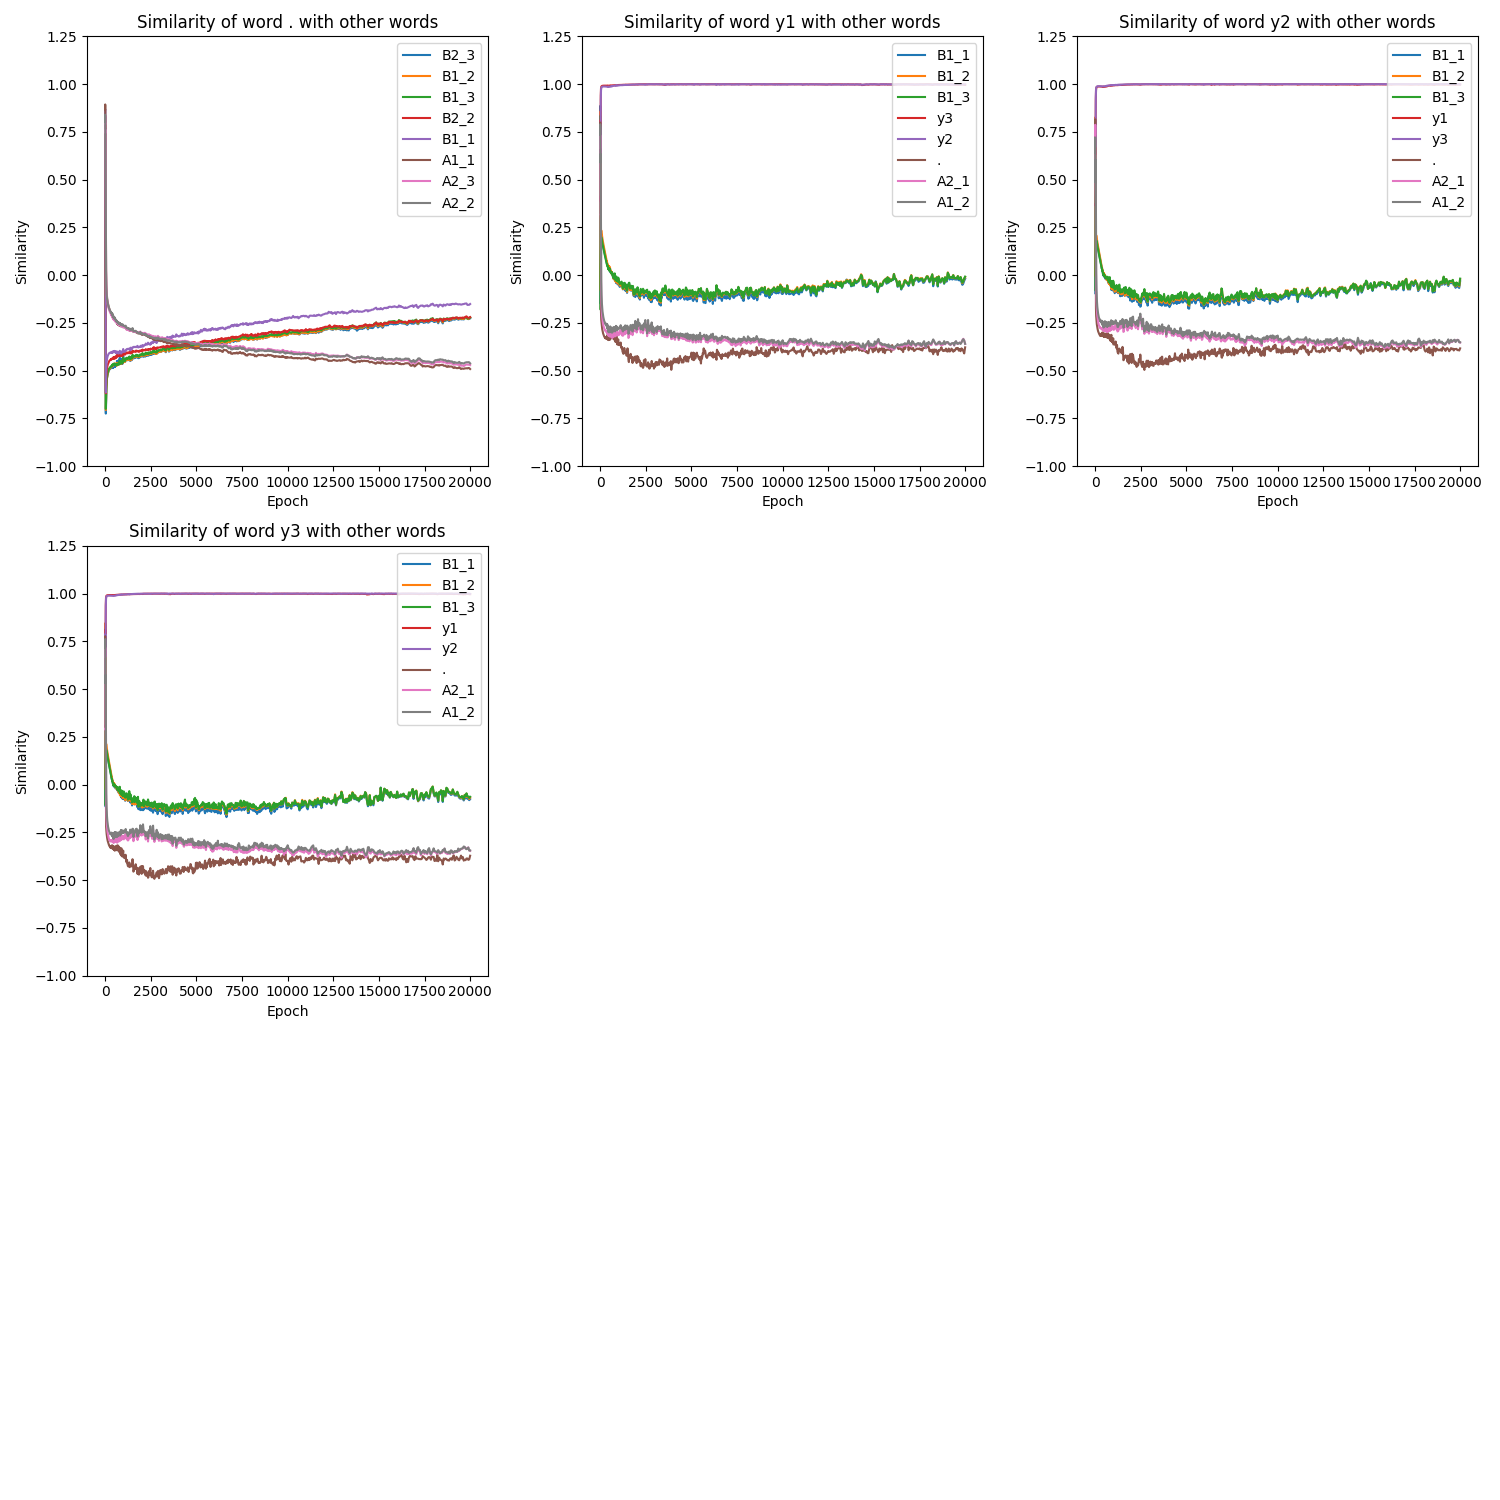 Similarity of word . with other words
Similarity
1.25
1.00
0.75
0.50
0.25
0.00
−0.25
−0.50
−0.75
−1.00
B2_3
B1_2
B1_3
B2_2
B1_1
A1_1
A2_3
A2_2
0 2500 5000 7500 10000 12500 15000 17500 20000
Epoch
Similarity of word y1 with other words
Similarity
1.25
1.00
0.75
0.50
0.25
0.00
−0.25
−0.50
−0.75
−1.00
B1_1
B1_2
B1_3
y3
y2
.
A2_1
A1_2
0 2500 5000 7500 10000 12500 15000 17500 20000
Epoch
Similarity of word y2 with other words
Similarity
1.25
1.00
0.75
0.50
0.25
0.00
−0.25
−0.50
−0.75
−1.00
B1_1
B1_2
B1_3
y1
y3
.
A2_1
A1_2
0 2500 5000 7500 10000 12500 15000 17500 20000
Epoch
Similarity of word y3 with other words
Similarity
1.25
1.00
0.75
0.50
0.25
0.00
−0.25
−0.50
−0.75
−1.00
B1_1
B1_2
B1_3
y1
y2
.
A2_1
A1_2
0 2500 5000 7500 10000 12500 15000 17500 20000
Epoch